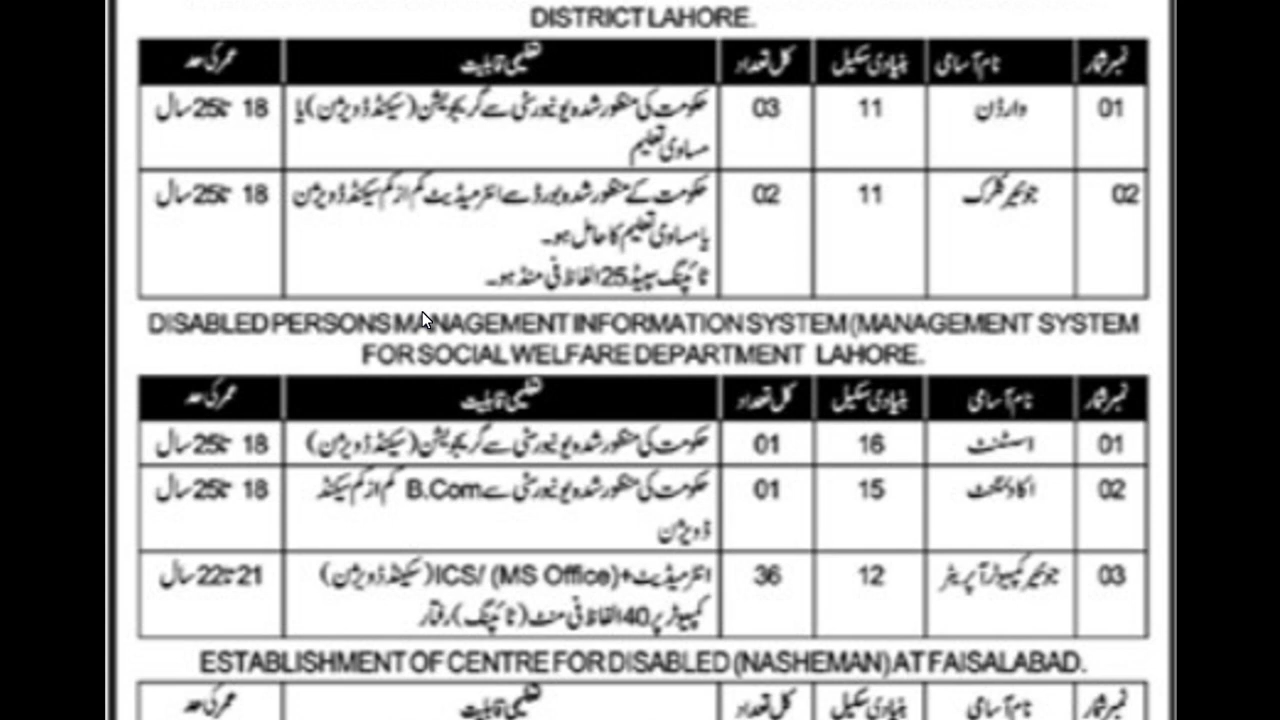 DISTRICT LAHORE.
نمبر شمار نام آسامی بنیادی سکیل کل تعداد تعلیمی قابلیت عمر کی حد
01 وارڈن 11 03 حکومت کی منظور شدہ یونیورسٹی سے گریجویشن (سیکنڈ ڈویژن) یا 18 تا 25 سال
مساوی تعلیم
02 جونیئر کلرک 11 02 حکومت کے منظور شدہ بورڈ سے انٹرمیڈیٹ کم از کم سیکنڈ ڈویژن 18 تا 25 سال
یا مساوی تعلیم کا حامل ہو۔
ٹائپنگ سپیڈ 25 الفاظ فی منٹ ہو۔
DISABLED PERSONS MANAGEMENT INFORMATION SYSTEM (MANAGEMENT SYSTEM
FOR SOCIAL WELFARE DEPARTMENT LAHORE.
نمبر شمار نام آسامی بنیادی سکیل کل تعداد تعلیمی قابلیت عمر کی حد
01 اسسٹنٹ 16 01 حکومت کی منظور شدہ یونیورسٹی سے گریجویشن (سیکنڈ ڈویژن) 18 تا 25 سال
02 اکاؤنٹنٹ 15 01 حکومت کی منظور شدہ یونیورسٹی سے B.Com کم از کم سیکنڈ 18 تا 25 سال
ڈویژن
03 جونیئر کمپیوٹر آپریٹر 12 36 انٹرمیڈیٹ+ICS/ (MS Office) (سیکنڈ ڈویژن) 21 تا 22 سال
کمپیوٹر پر 40 الفاظ فی منٹ (ٹائپنگ) رفتار
ESTABLISHMENT OF CENTRE FOR DISABLED (NASHEMAN) AT FAISALABAD.
نمبر شمار نام آسامی بنیادی سکیل کل تعداد تعلیمی قابلیت عمر کی حد